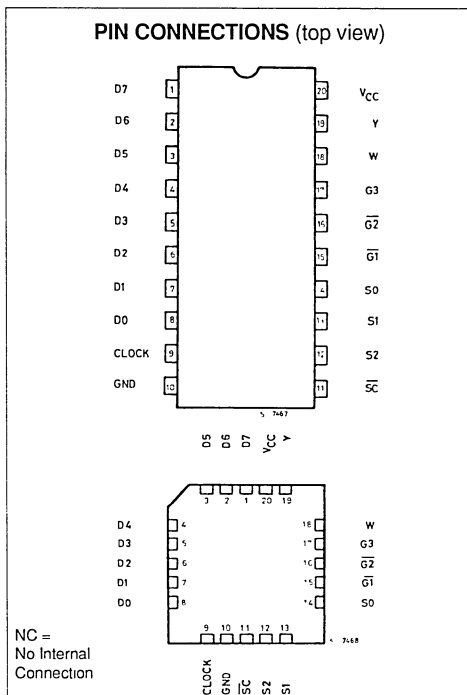 PIN CONNECTIONS (top view)
D7 1 20 VCC
D6 2 19 Y
D5 3 18 W
D4 4 17 G3
D3 5 16 G2
D2 6 15 G1
D1 7 4 S0
D0 8 S1
CLOCK 9 S2
GND 10 11 SC
S 7467
D5 D6 D7 VCC Y
3 2 1 20 19
D4 4 18 W
D3 5 G3
D2 6 16 G2
D1 7 15 G1
D0 8 14 S0
9 10 11 12 13
CLOCK GND SC S2 S1
7468
NC =
No Internal
Connection